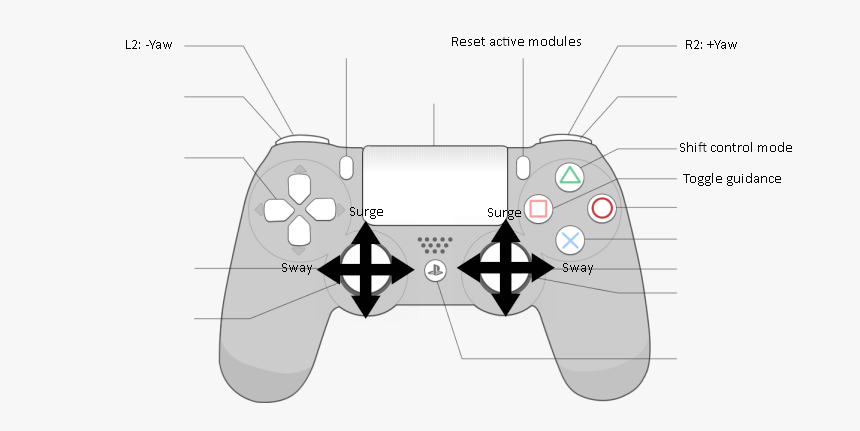 Reset active modules
L2: -Yaw
R2: +Yaw
Shift control mode
Toggle guidance
Surge
Surge
Sway
Sway